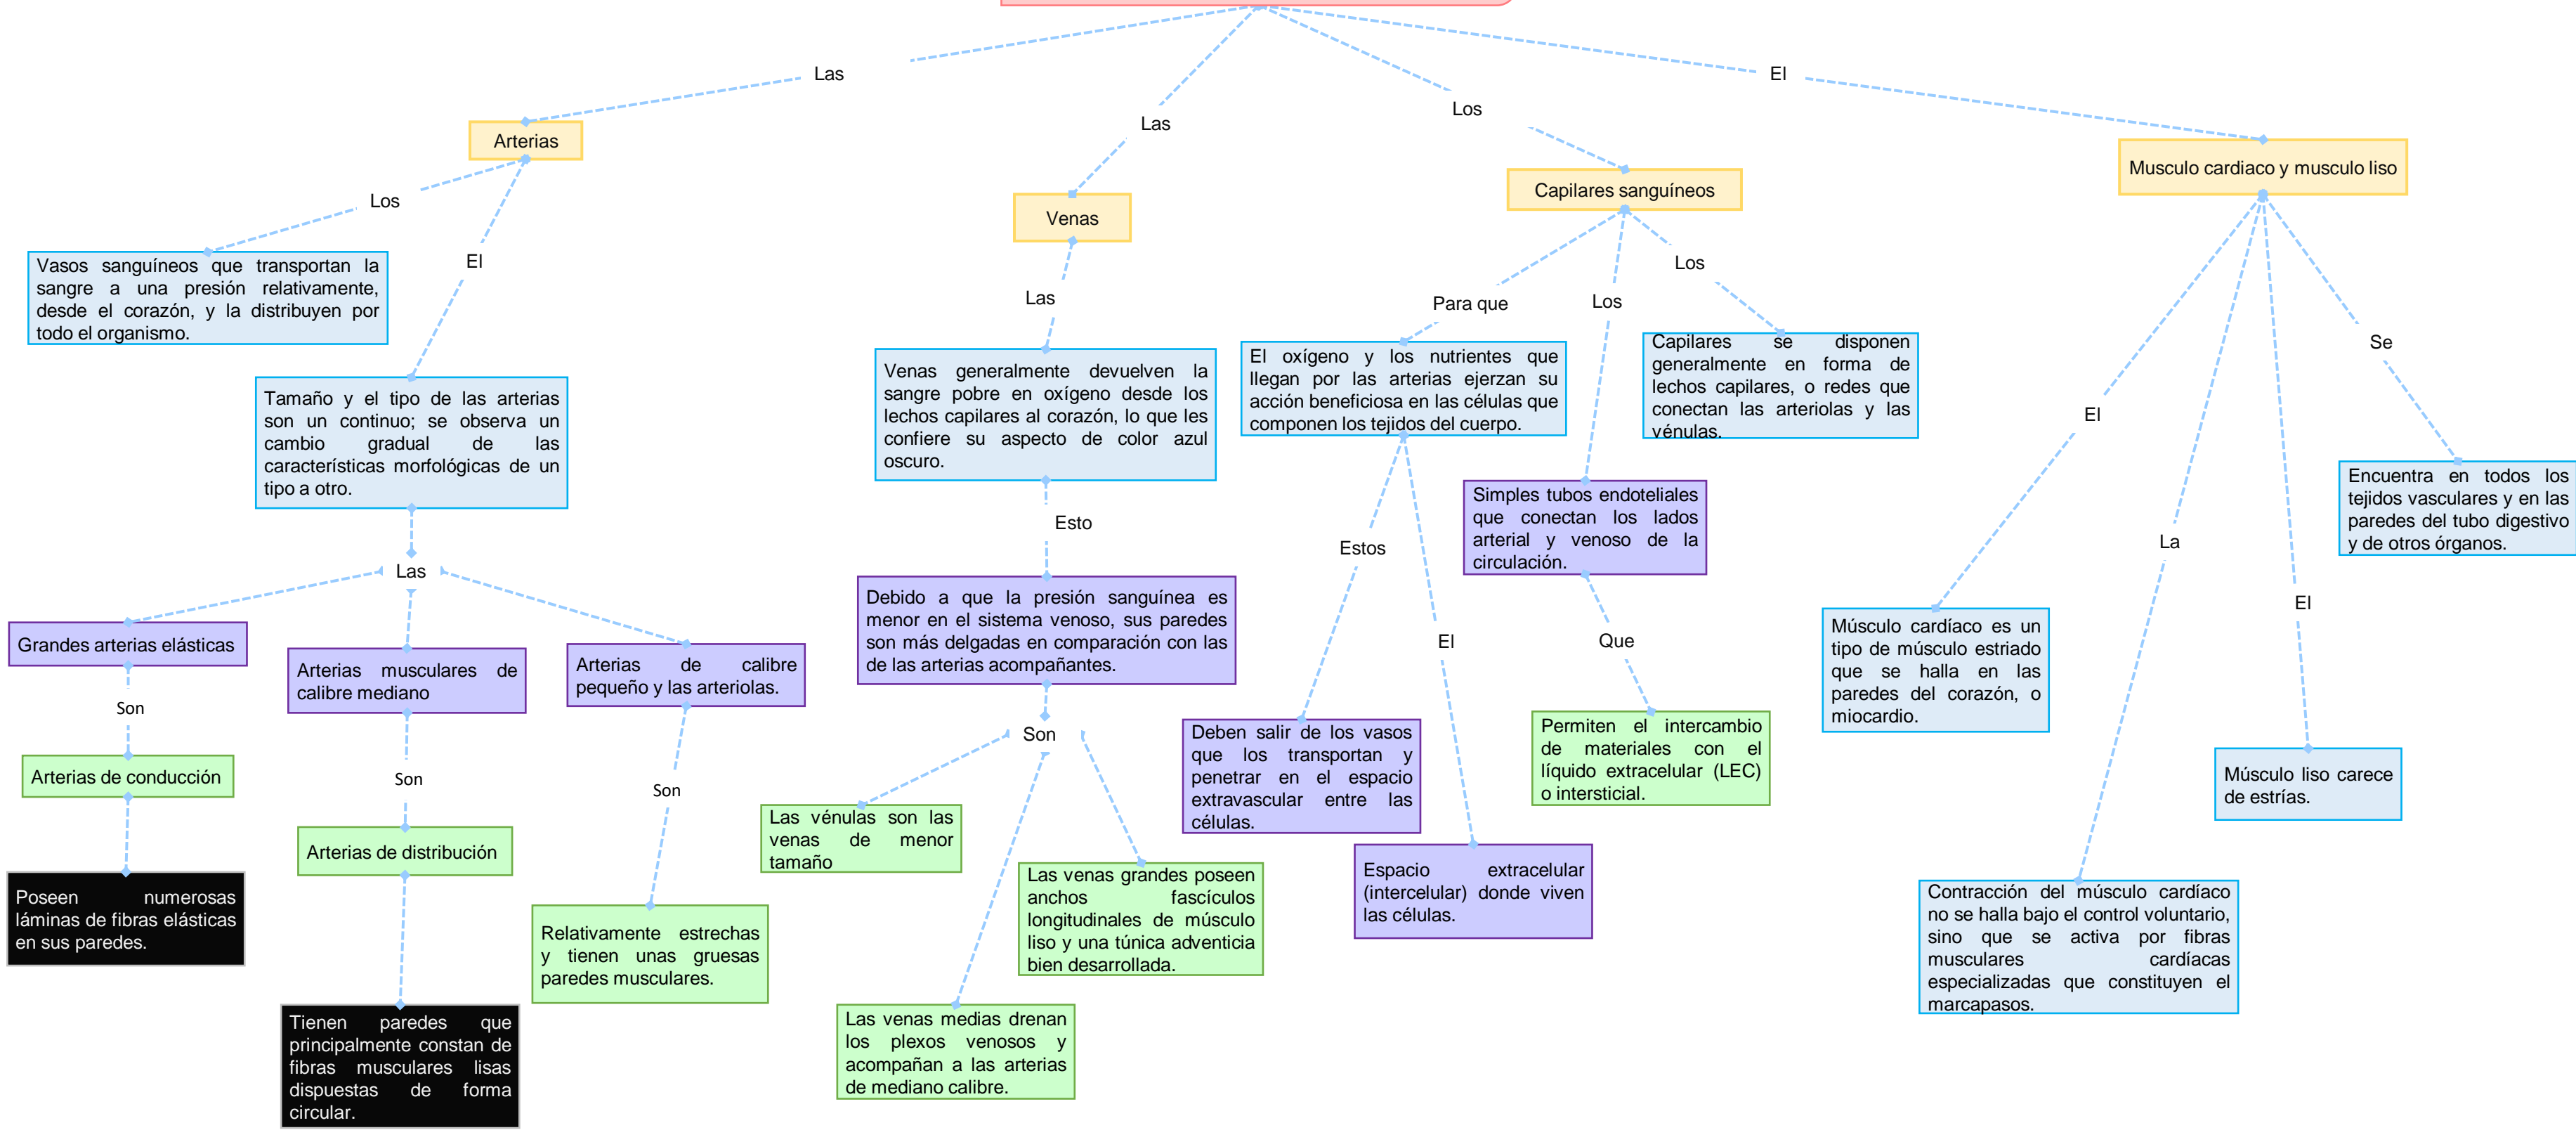 Las
El
Los
Las
Arterias
Musculo cardiaco y musculo liso
Capilares sanguíneos
Venas
Los
El
Vasos sanguíneos que transportan la
sangre a una presión relativamente,
desde el corazón, y la distribuyen por
todo el organismo.
Tamaño y el tipo de las arterias
son un continuo; se observa un
cambio gradual de las
características morfológicas de un
tipo a otro.
Las
Grandes arterias elásticas
Arterias musculares de
calibre mediano
Arterias de calibre
pequeño y las arteriolas.
Son
Son
Son
Arterias de conducción
Arterias de distribución
Poseen numerosas
láminas de fibras elásticas
en sus paredes.
Relativamente estrechas
y tienen unas gruesas
paredes musculares.
Tienen paredes que
principalmente constan de
fibras musculares lisas
dispuestas de forma
circular.
Las
Venas generalmente devuelven la
sangre pobre en oxígeno desde los
lechos capilares al corazón, lo que les
confiere su aspecto de color azul
oscuro.
Esto
Debido a que la presión sanguínea es
menor en el sistema venoso, sus paredes
son más delgadas en comparación con las
de las arterias acompañantes.
Son
Las vénulas son las
venas de menor
tamaño
Las venas grandes poseen
anchos fascículos
longitudinales de músculo
liso y una túnica adventicia
bien desarrollada.
Las venas medias drenan
los plexos venosos y
acompañan a las arterias
de mediano calibre.
Para que
Los
Los
El oxígeno y los nutrientes que
llegan por las arterias ejerzan su
acción beneficiosa en las células que
componen los tejidos del cuerpo.
Capilares se disponen
generalmente en forma de
lechos capilares, o redes que
conectan las arteriolas y las
vénulas.
Simples tubos endoteliales
que conectan los lados
arterial y venoso de la
circulación.
Estos
El
Que
Deben salir de los vasos
que los transportan y
penetrar en el espacio
extravascular entre las
células.
Permiten el intercambio
de materiales con el
líquido extracelular (LEC)
o intersticial.
Espacio extracelular
(intercelular) donde viven
las células.
El
La
El
Se
Encuentra en todos los
tejidos vasculares y en las
paredes del tubo digestivo
y de otros órganos.
Músculo cardíaco es un
tipo de músculo estriado
que se halla en las
paredes del corazón, o
miocardio.
Músculo liso carece
de estrías.
Contracción del músculo cardíaco
no se halla bajo el control voluntario,
sino que se activa por fibras
musculares cardíacas
especializadas que constituyen el
marcapasos.